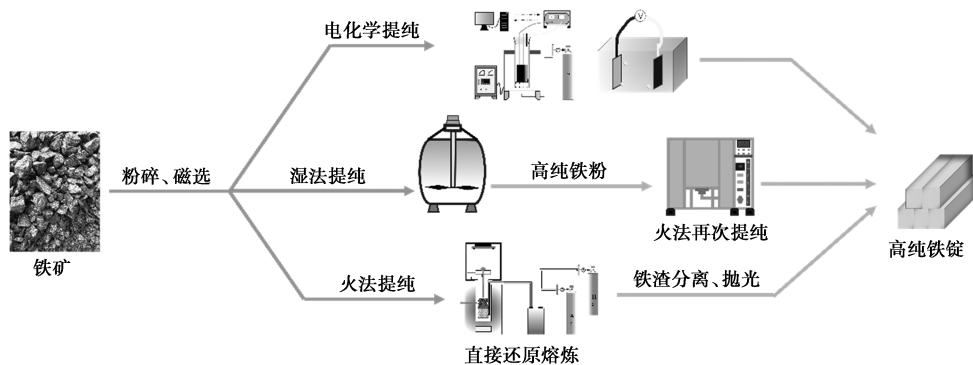 电化学提纯
V
铁矿
粉碎、磁选
湿法提纯
高纯铁粉
火法再次提纯
高纯铁锭
火法提纯
直接还原熔炼
铁渣分离、抛光